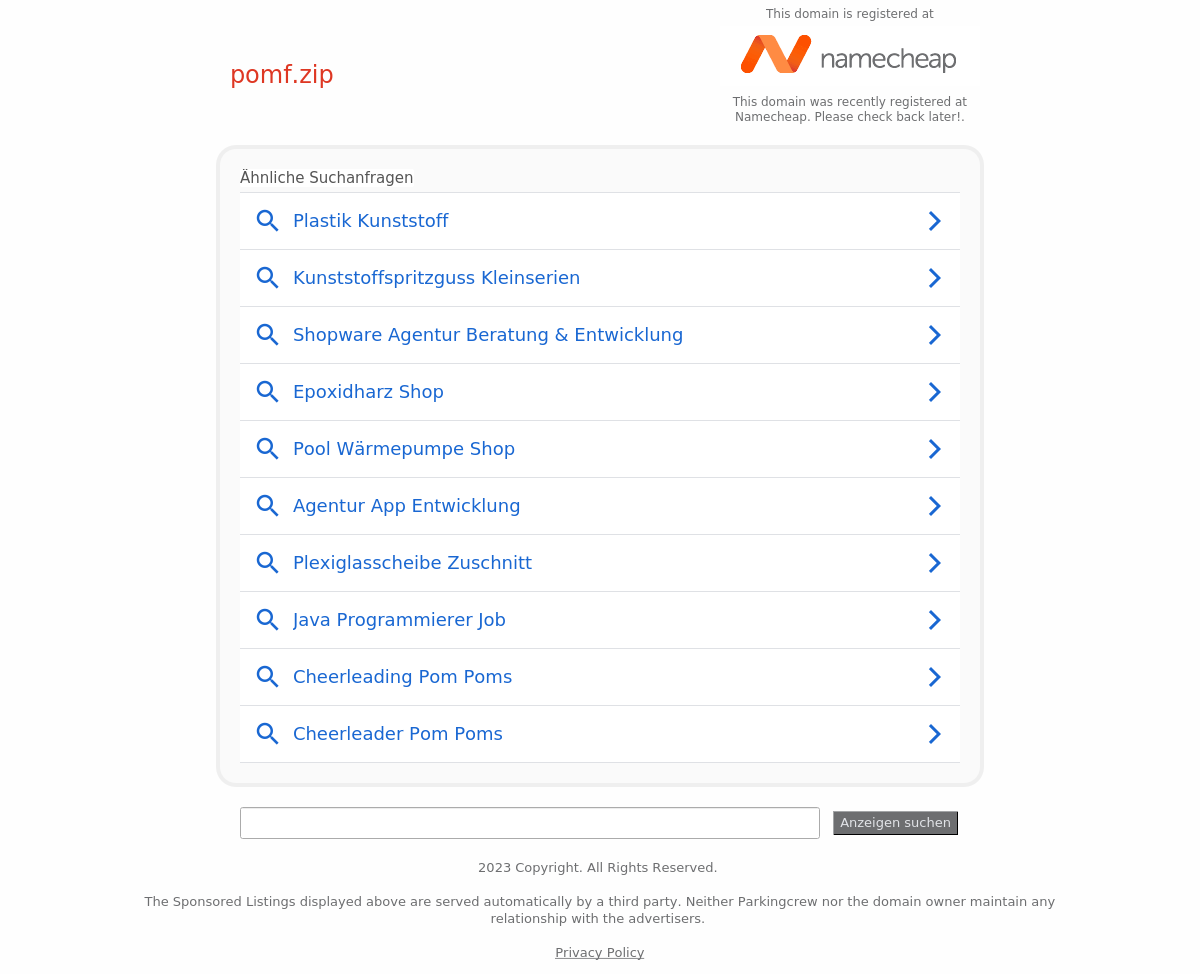 This domain is registered at
pomf.zip
namecheap
This domain was recently registered at
Namecheap. Please check back later!.
Ähnliche Suchanfragen
Plastik Kunststoff
Kunststoffspritzguss Kleinserien
Shopware Agentur Beratung & Entwicklung
Epoxidharz Shop
Pool Wärmepumpe Shop
Agentur App Entwicklung
Plexiglasscheibe Zuschnitt
Java Programmierer Job
Cheerleading Pom Poms
Cheerleader Pom Poms
Anzeigen suchen
2023 Copyright. All Rights Reserved.
The Sponsored Listings displayed above are served automatically by a third party. Neither Parkingcrew nor the domain owner maintain any
relationship with the advertisers.
Privacy Policy